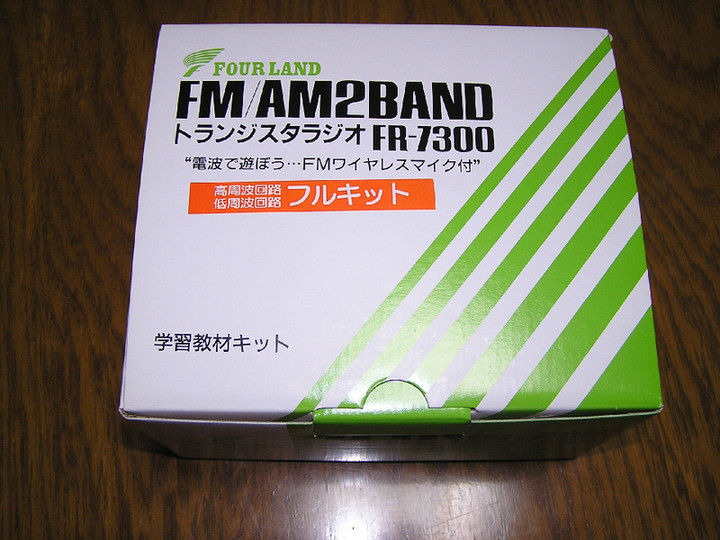 FOUR LAND
FM/AM2BAND
トランジスタラジオ FR-7300
“電波で遊ぼう…FMワイヤレスマイク付”
高周波回路
低周波回路 フルキット
学習教材キット